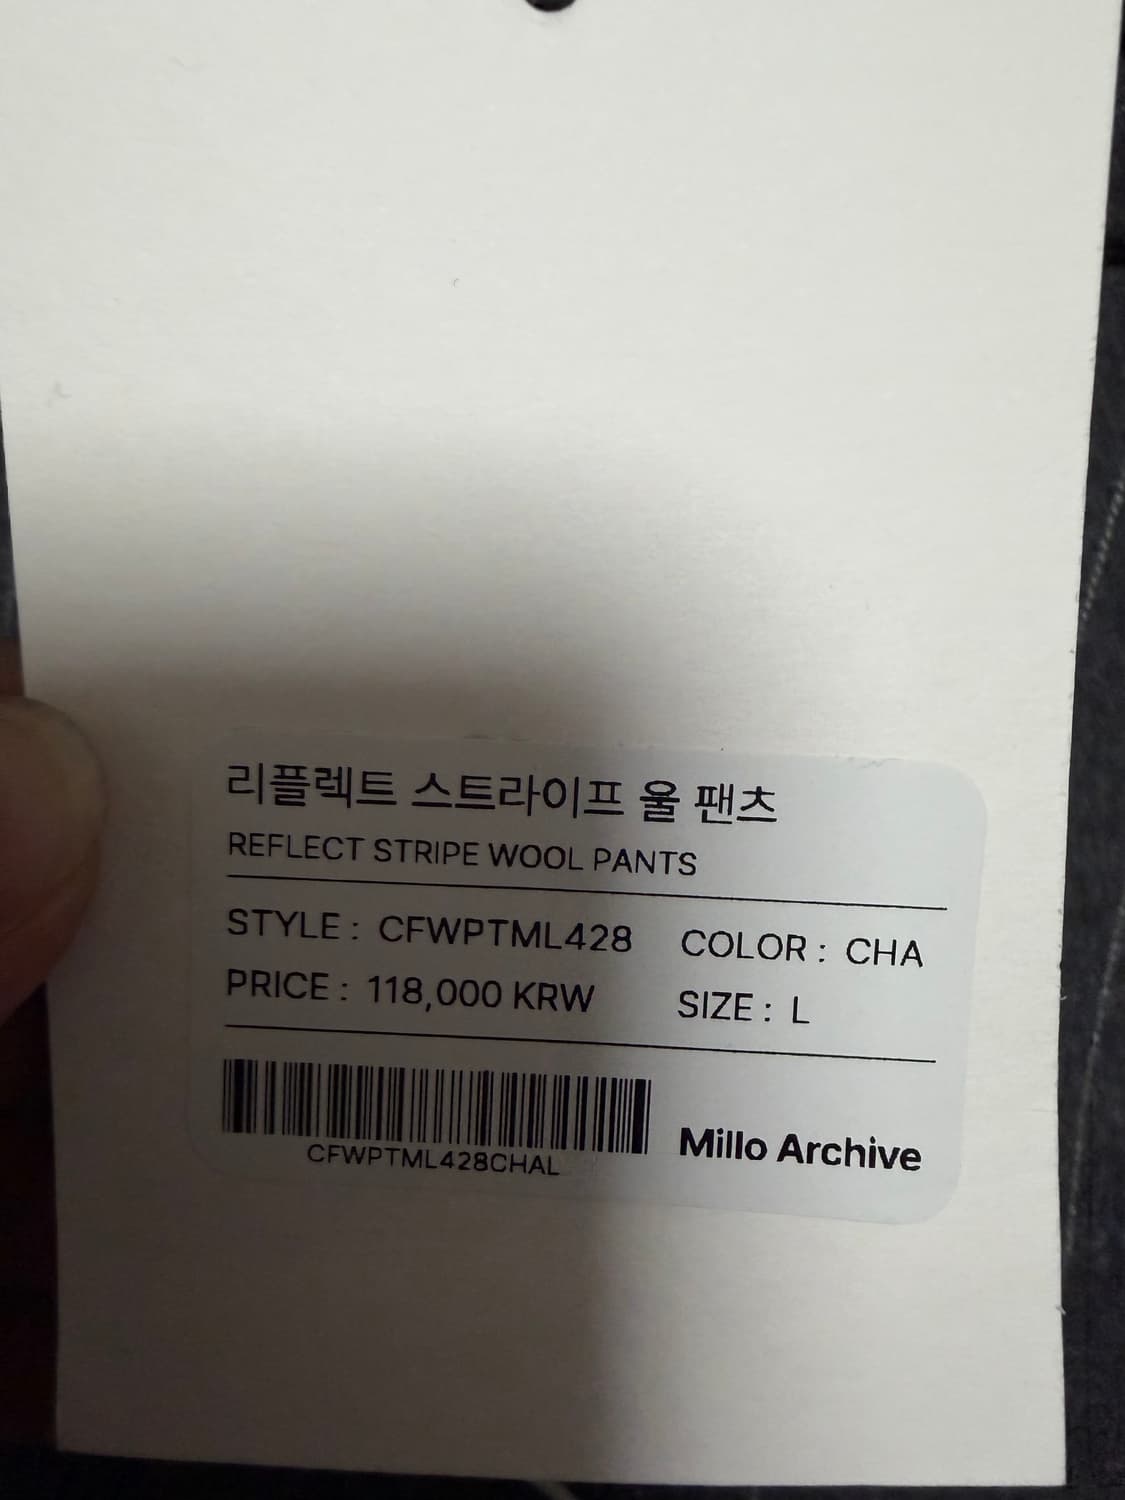 리플렉트 스트라이프 울 팬츠
REFLECT STRIPE WOOL PANTS
STYLE : CFWPTML428 COLOR : CHA
PRICE : 118,000 KRW SIZE : L
CFWPTML428CHAL
Millo Archive